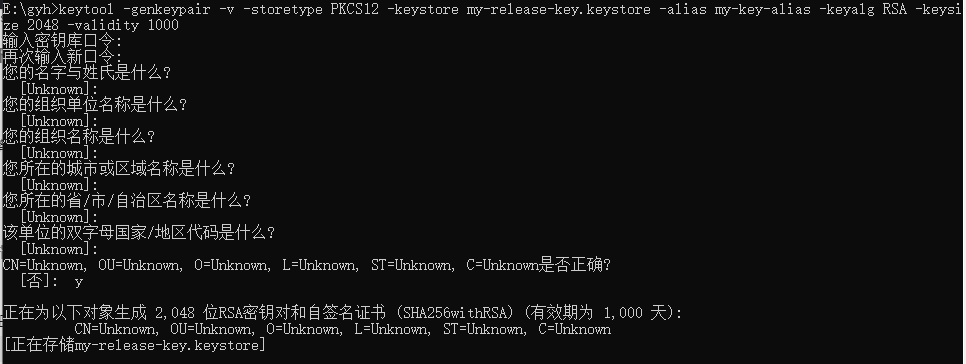 E:\gyh>keytool -genkeypair -v -storetype PKCS12 -keystore my-release-key.keystore -alias my-key-alias -keyalg RSA -keysi
ze 2048 -validity 1000
输入密钥库口令:
再次输入新口令:
您的名字与姓氏是什么?
  [Unknown]:
您的组织单位名称是什么?
  [Unknown]:
您的组织名称是什么?
  [Unknown]:
您所在的城市或区域名称是什么?
  [Unknown]:
您所在的省/市/自治区名称是什么?
  [Unknown]:
该单位的双字母国家/地区代码是什么?
  [Unknown]:
CN=Unknown, OU=Unknown, O=Unknown, L=Unknown, ST=Unknown, C=Unknown是否正确?
  [否]:  y
正在为以下对象生成 2,048 位RSA密钥对和自签名证书 (SHA256withRSA) (有效期为 1,000 天):
         CN=Unknown, OU=Unknown, O=Unknown, L=Unknown, ST=Unknown, C=Unknown
[正在存储my-release-key.keystore]